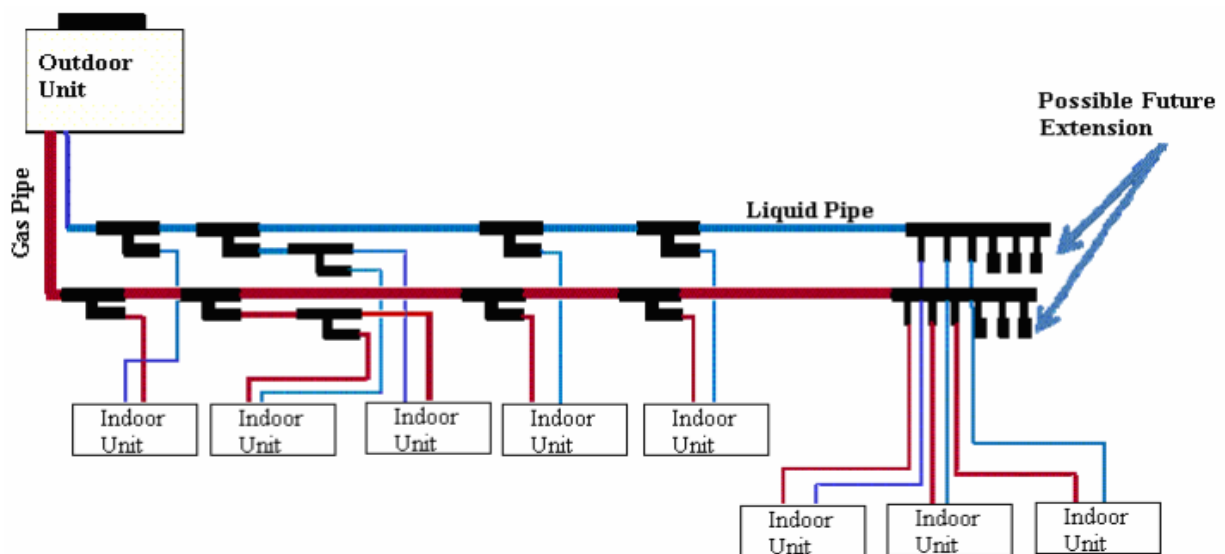 Outdoor
Unit
Possible Future
Extension
Gas Pipe
Liquid Pipe
Indoor
Unit
Indoor
Unit
Indoor
Unit
Indoor
Unit
Indoor
Unit
Indoor
Unit
Indoor
Unit
Indoor
Unit